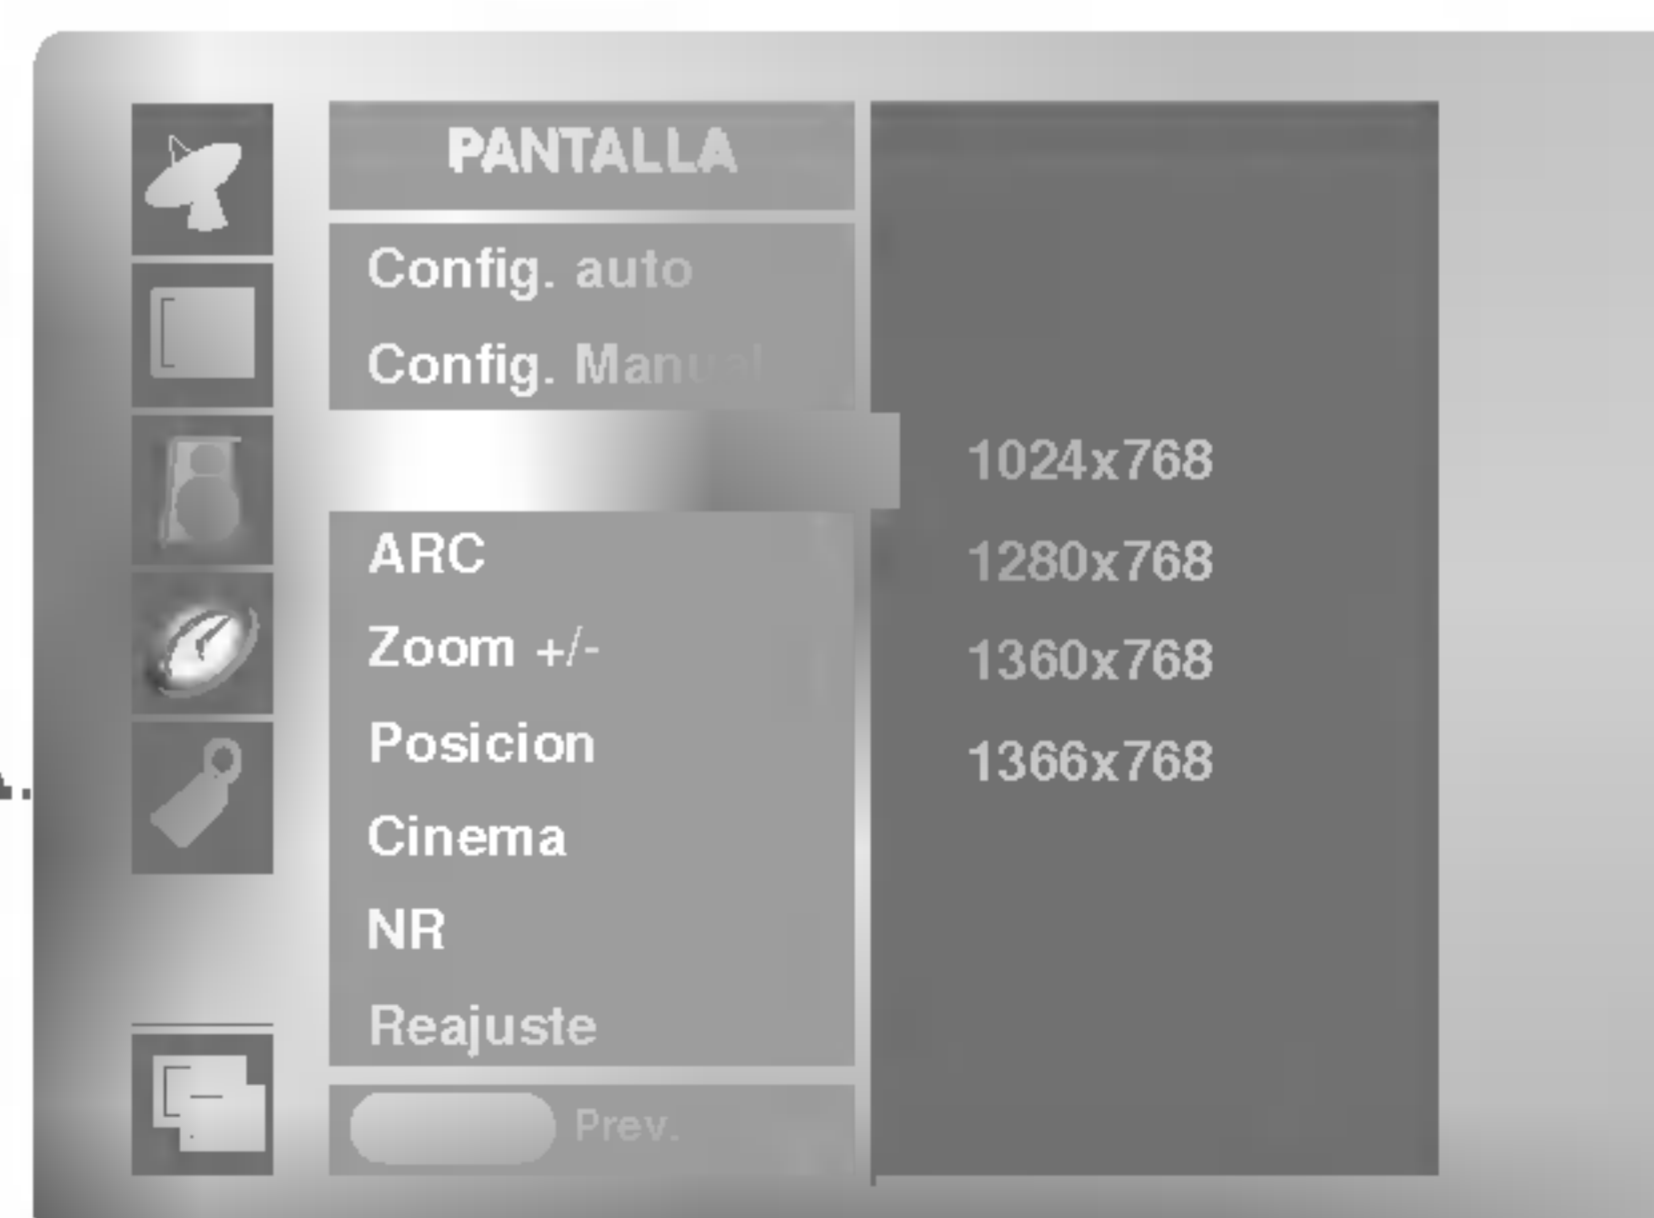 PANTALLA
Config. auto
Config. Manual
1024x768
ARC
1280x768
Zoom +/-
1360x768
Posicion
1366x768
Cinema
NR
Reajuste
Prev.